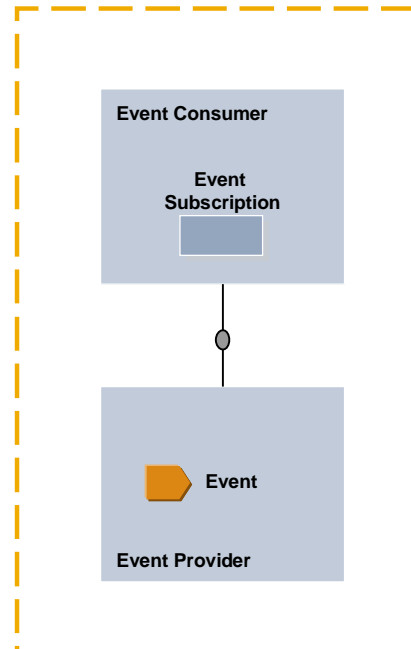 Event Consumer
Event
Subscription
Event
Event Provider